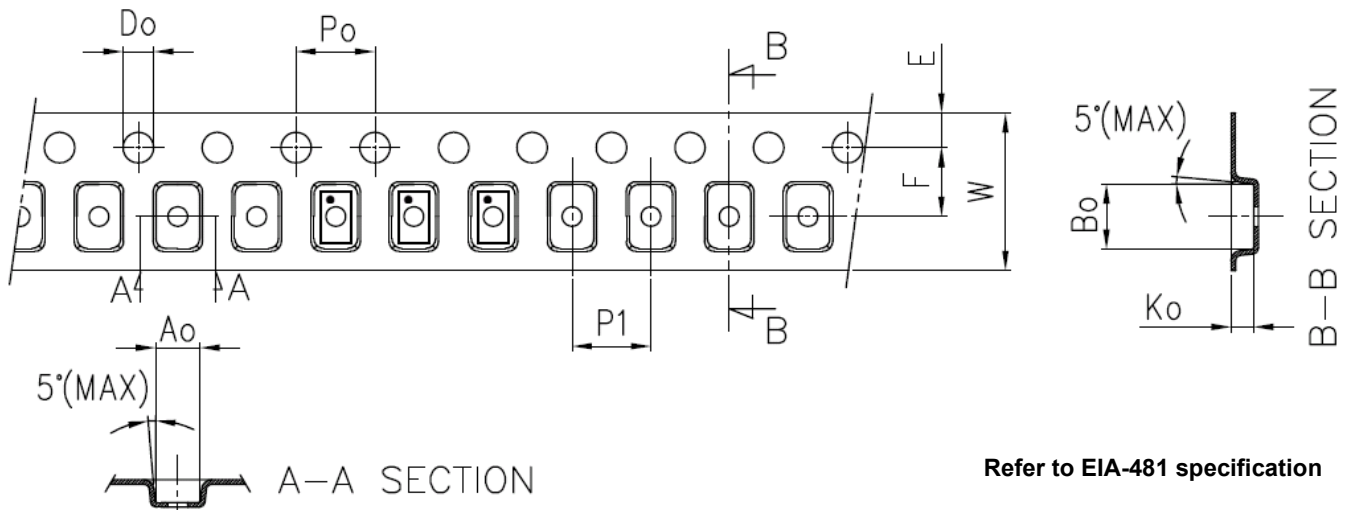 Do
Po
B
E
5°(MAX)
F
W
Bo
B-B SECTION
A
A
P1
B
Ko
Ao
5°(MAX)
A-A SECTION
Refer to EIA-481 specification